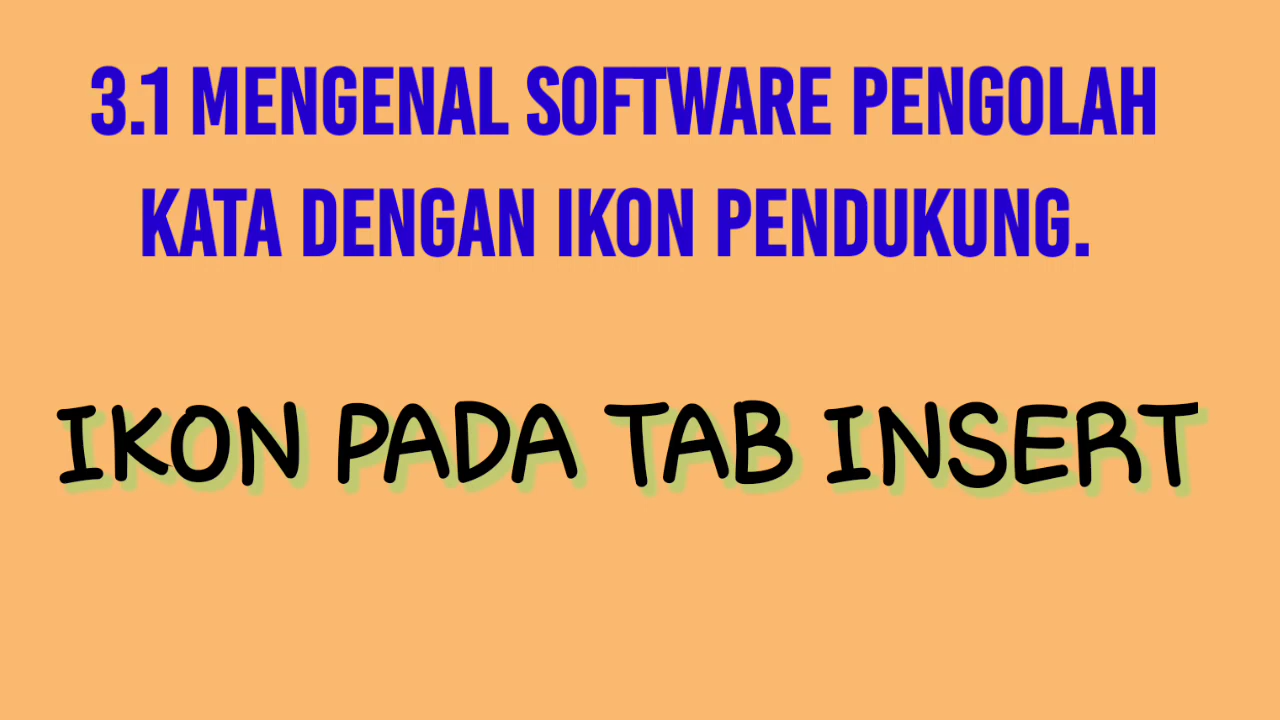 3.1 MENGENAL SOFTWARE PENGOLAH
KATA DENGAN IKON PENDUKUNG.
IKON PADA TAB INSERT